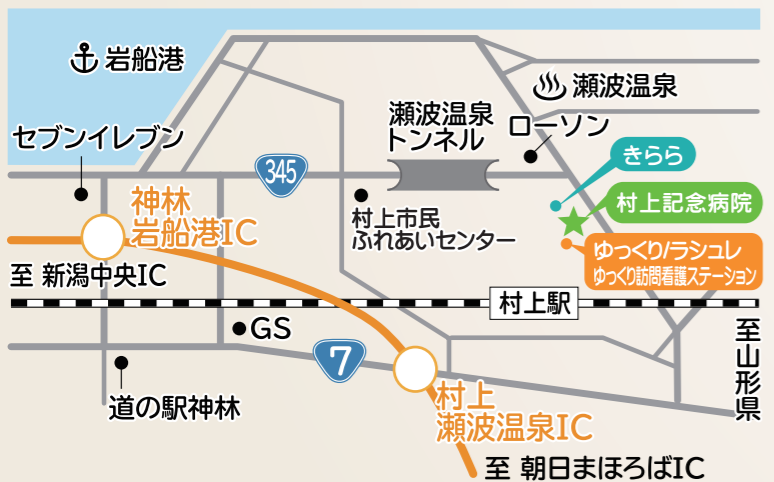 岩船港
瀬波温泉
セブンイレブン
瀬波温泉
トンネル
ローソン
345
きらら
神林
岩船港IC
村上市民
ふれあいセンター
村上記念病院
ゆっくり/ラシュレ
ゆっくり訪問看護ステーション
至 新潟中央IC
村上駅
GS
7
至山形県
道の駅神林
村上
瀬波温泉IC
至 朝日まほろばIC